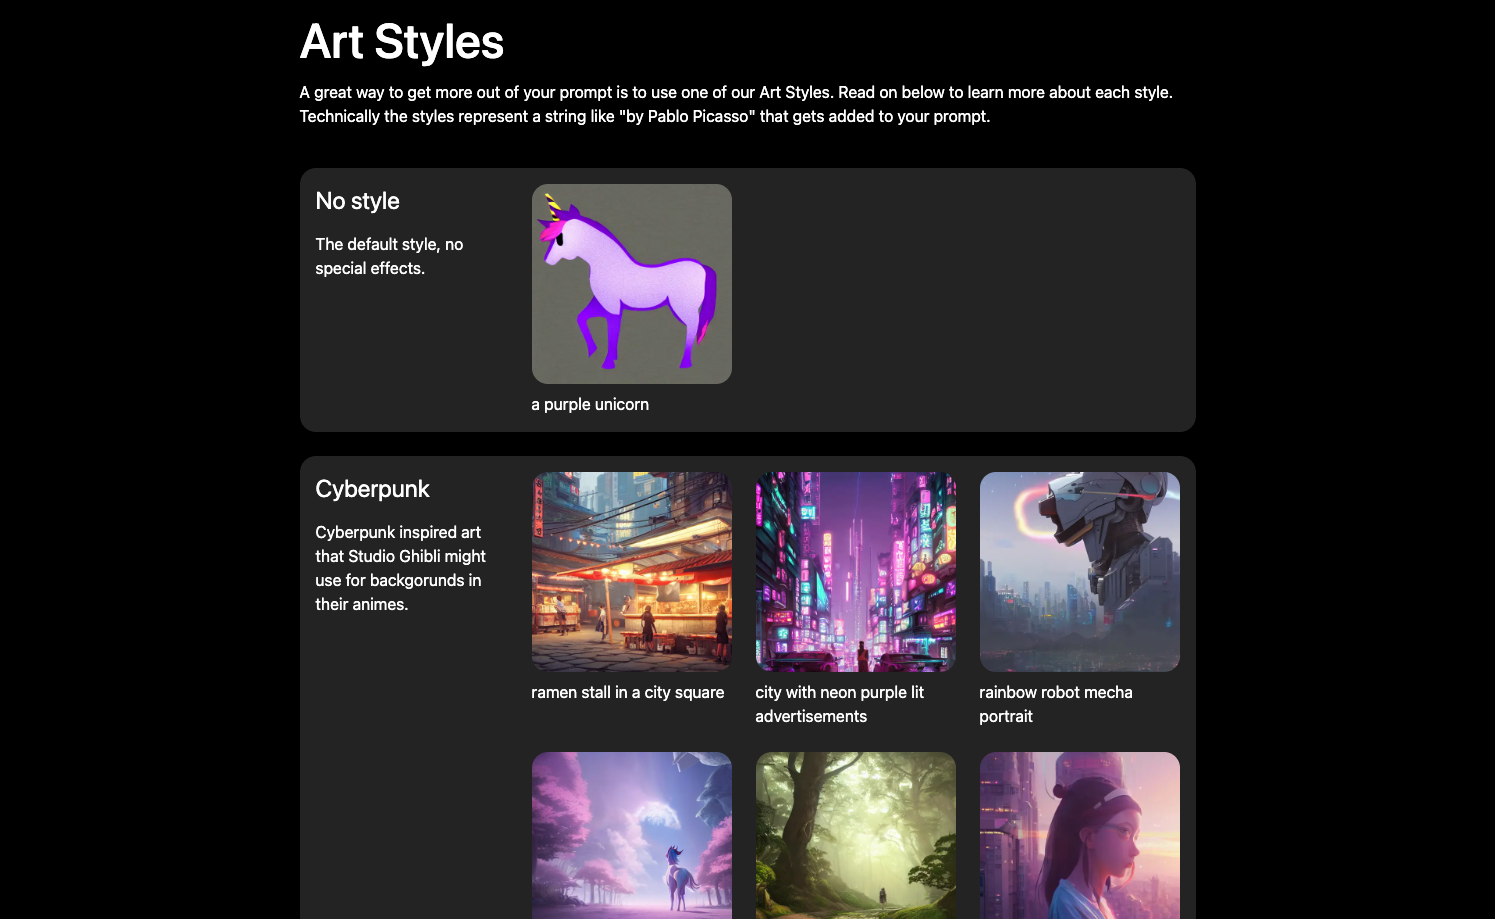 Art Styles
A great way to get more out of your prompt is to use one of our Art Styles. Read on below to learn more about each style.
Technically the styles represent a string like "by Pablo Picasso" that gets added to your prompt.
No style
The default style, no
special effects.
a purple unicorn
Cyberpunk
Cyberpunk inspired art
that Studio Ghibli might
use for backgorunds in
their animes.
ramen stall in a city square
city with neon purple lit
advertisements
rainbow robot mecha
portrait